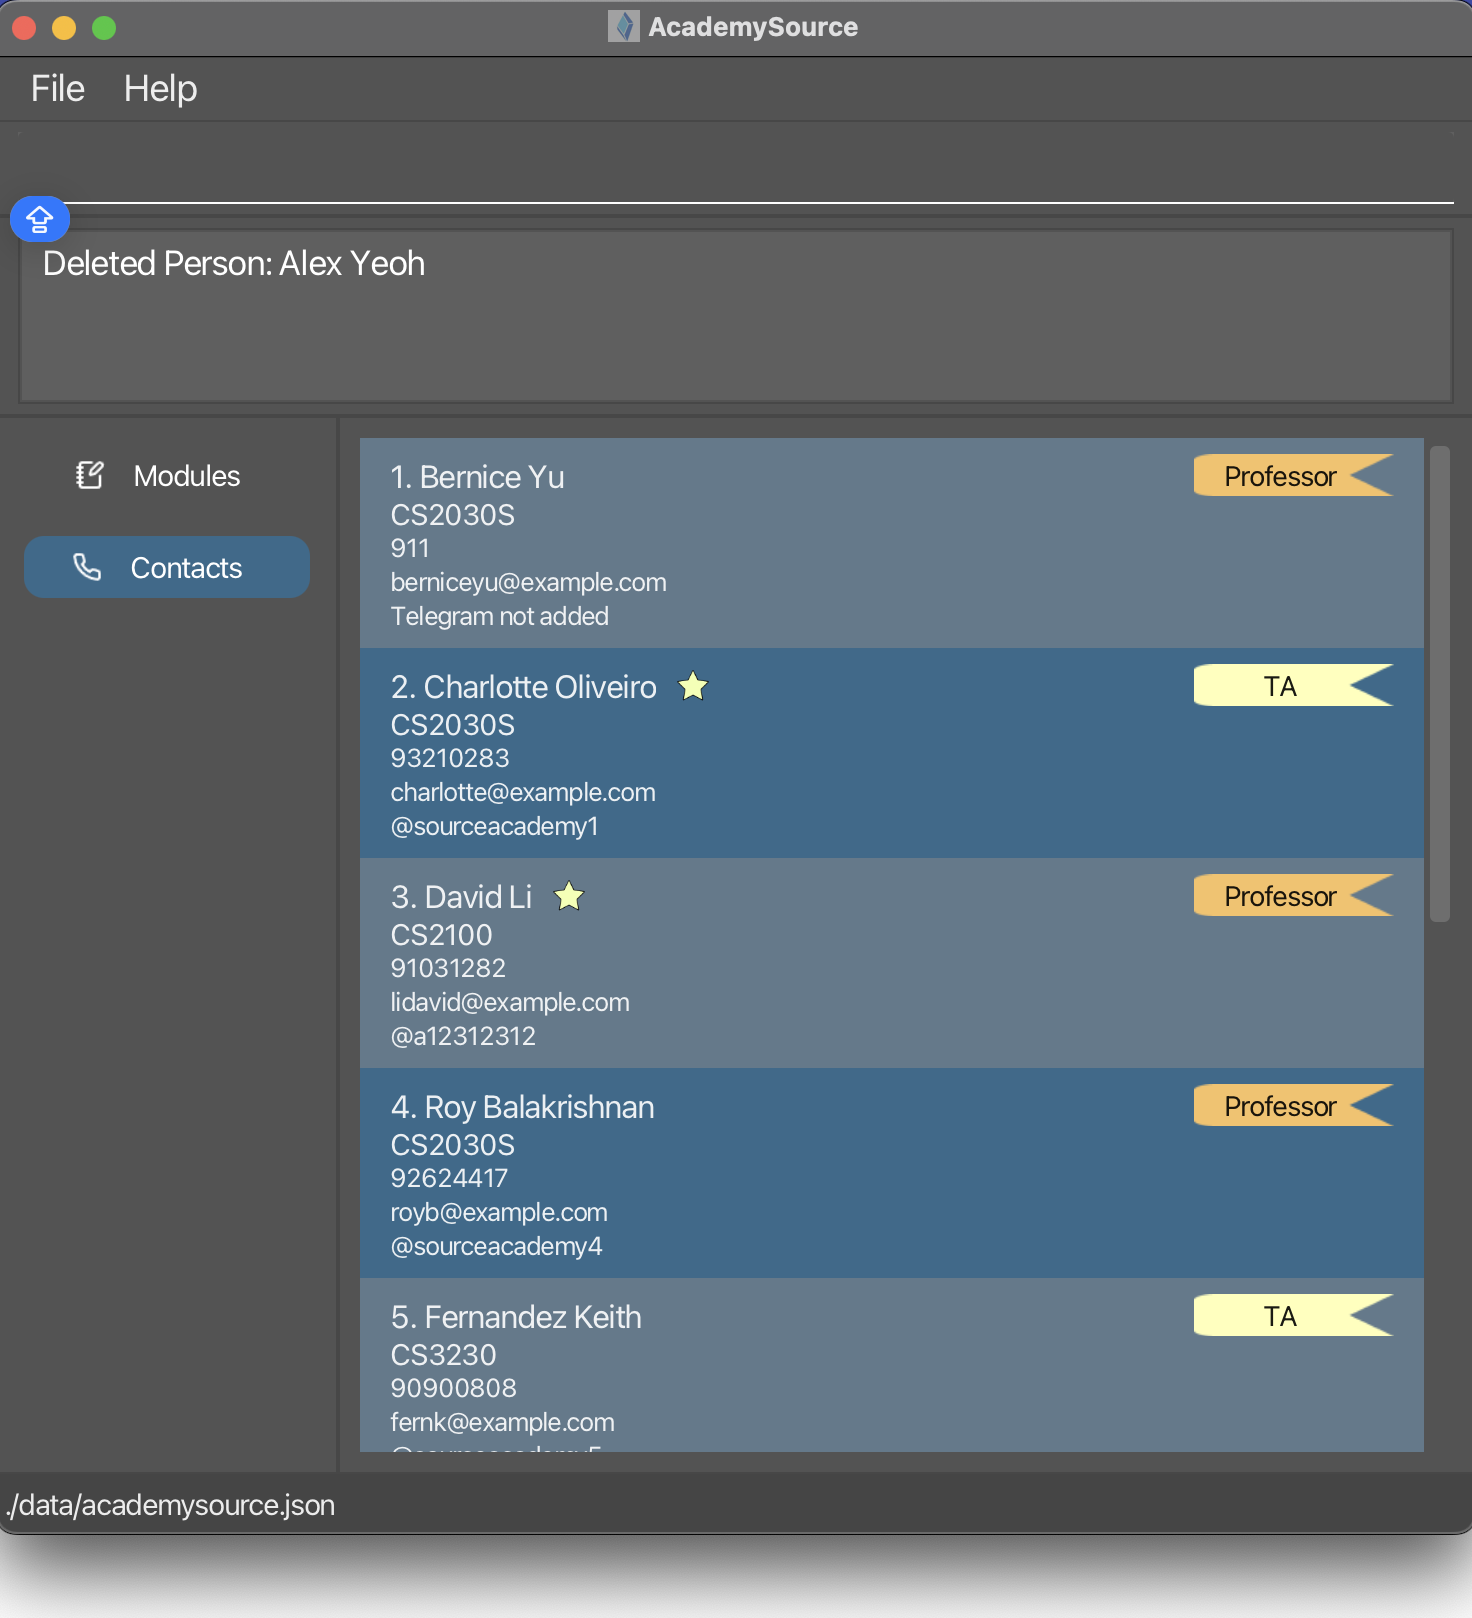 AcademySource
File Help
Deleted Person: Alex Yeoh
Modules
Contacts
1. Bernice Yu
Professor
CS2030S
911
berniceyu@example.com
Telegram not added
2. Charlotte Oliveiro
TA
CS2030S
93210283
charlotte@example.com
@sourceacademy1
3. David Li
Professor
CS2100
91031282
lidavid@example.com
@a12312312
4. Roy Balakrishnan
Professor
CS2030S
92624417
royb@example.com
@sourceacademy4
5. Fernandez Keith
TA
CS3230
90900808
fernk@example.com
./data/academysource.json